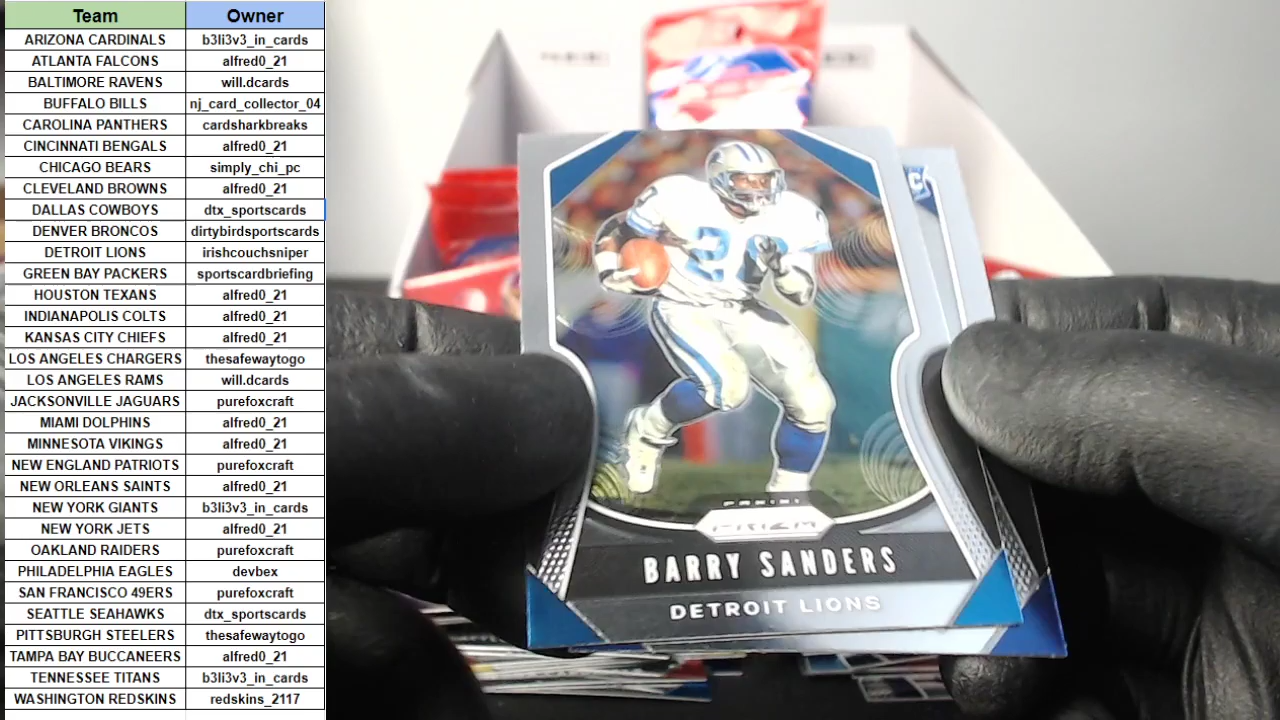 Team Owner
ARIZONA CARDINALS b3li3v3_in_cards
ATLANTA FALCONS alfred0_21
BALTIMORE RAVENS will.dcards
BUFFALO BILLS nj_card_collector_04
CAROLINA PANTHERS cardsharkbreaks
CINCINNATI BENGALS alfred0_21
CHICAGO BEARS simply_chi_pc
CLEVELAND BROWNS alfred0_21
DALLAS COWBOYS dtx_sportscards
DENVER BRONCOS dirtybirdsportscards
DETROIT LIONS irishcouchsniper
GREEN BAY PACKERS sportscardbriefing
HOUSTON TEXANS alfred0_21
INDIANAPOLIS COLTS alfred0_21
KANSAS CITY CHIEFS alfred0_21
LOS ANGELES CHARGERS thesafewaytogo
LOS ANGELES RAMS will.dcards
JACKSONVILLE JAGUARS purefoxcraft
MIAMI DOLPHINS alfred0_21
MINNESOTA VIKINGS alfred0_21
NEW ENGLAND PATRIOTS purefoxcraft
NEW ORLEANS SAINTS alfred0_21
NEW YORK GIANTS b3li3v3_in_cards
NEW YORK JETS alfred0_21
OAKLAND RAIDERS purefoxcraft
PHILADELPHIA EAGLES devbex
SAN FRANCISCO 49ERS purefoxcraft
SEATTLE SEAHAWKS dtx_sportscards
PITTSBURGH STEELERS thesafewaytogo
TAMPA BAY BUCCANEERS alfred0_21
TENNESSEE TITANS b3li3v3_in_cards
WASHINGTON REDSKINS redskins_2117
PANINI
PRIZM
BARRY SANDERS
DETROIT LIONS